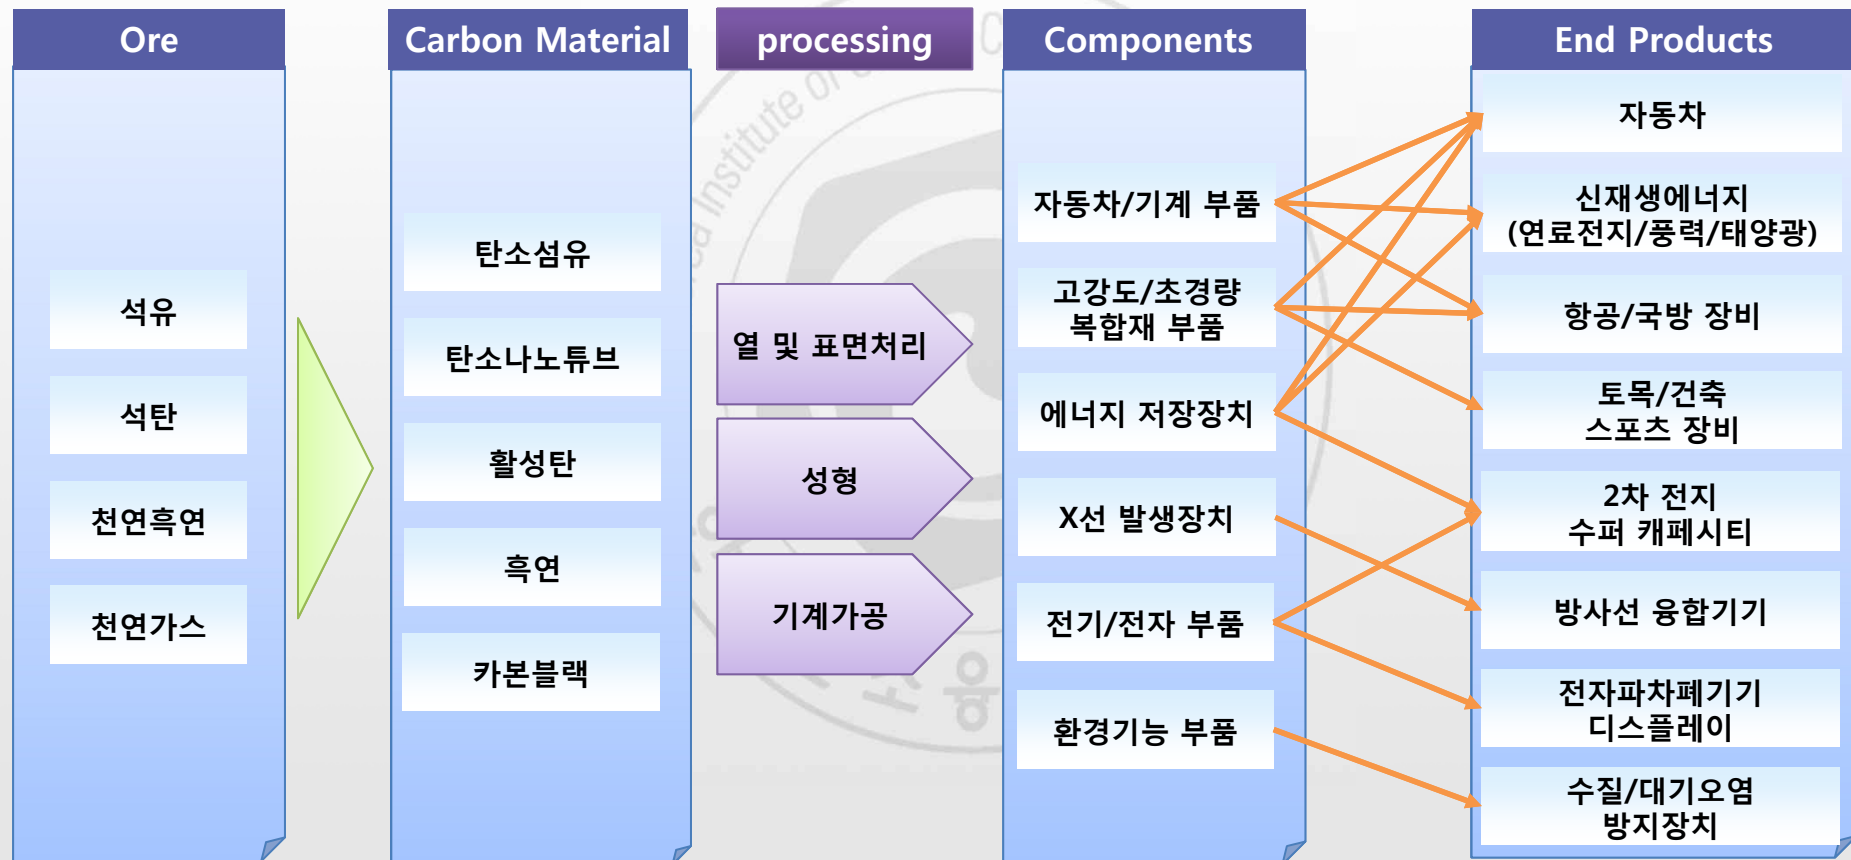 Ore
석유
석탄
천연흑연
천연가스
Carbon Material
탄소섬유
탄소나노튜브
활성탄
흑연
카본블랙
processing
열 및 표면처리
성형
기계가공
Components
자동차/기계 부품
고강도/초경량
복합재 부품
에너지 저장장치
X선 발생장치
전기/전자 부품
환경기능 부품
End Products
자동차
신재생에너지
(연료전지/풍력/태양광)
항공/국방 장비
토목/건축
스포츠 장비
2차 전지
수퍼 캐페시티
방사선 융합기기
전자파차폐기기
디스플레이
수질/대기오염
방지장치
Institute of